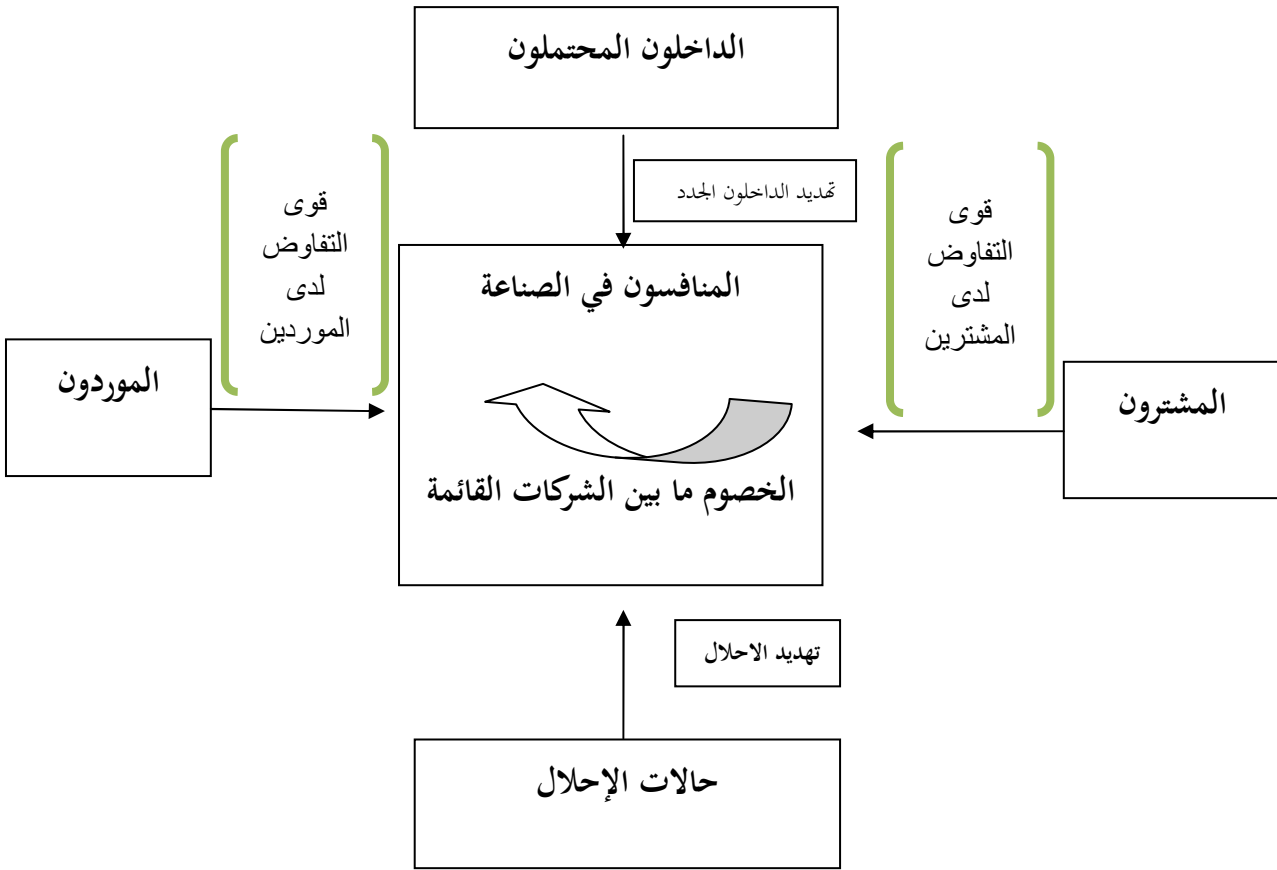 الداخلون المحتملون
تهديد الداخلون الجدد
قوى
التفاوض
لدى
المشترين
قوى
التفاوض
لدى
الموردين
المنافسون في الصناعة
المشترون
الموردون
الخصوم ما بين الشركات القائمة
تهديد الاحلال
حالات الإحلال